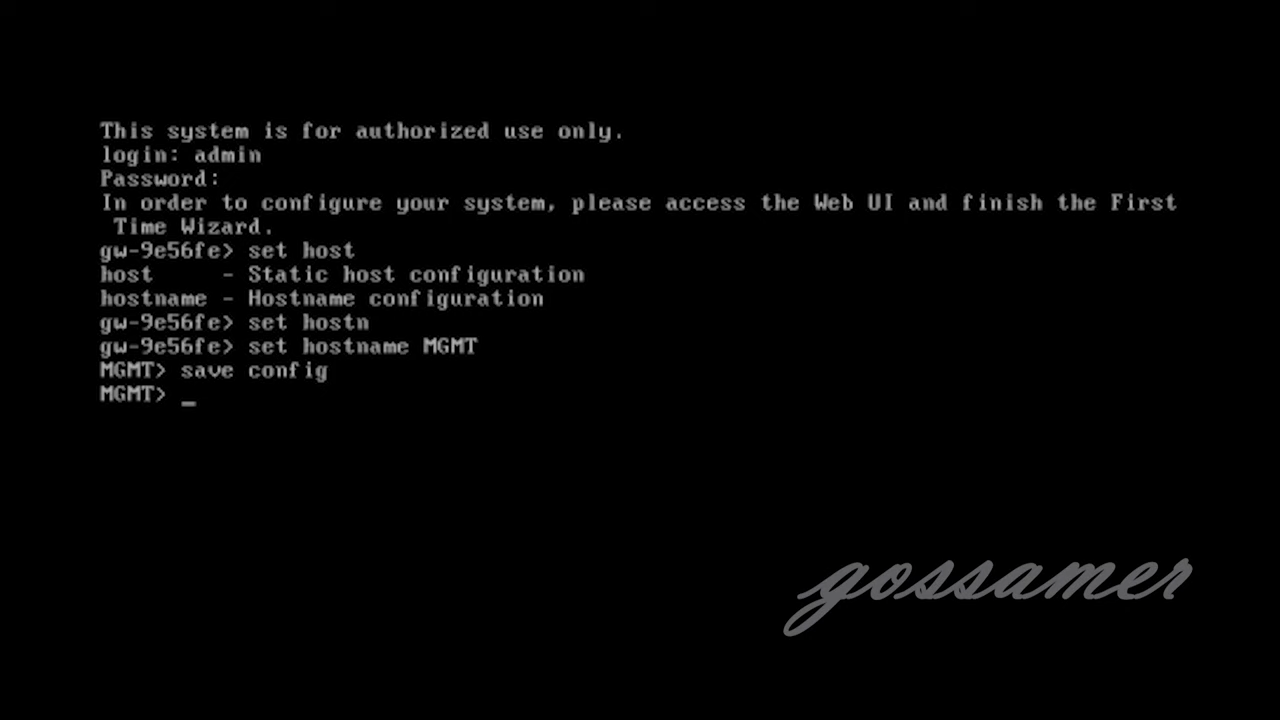 This system is for authorized use only.
login: admin
Password:
In order to configure your system, please access the Web UI and finish the First
Time Wizard.
gw-9e56fe> set host
host - Static host configuration
hostname - Hostname configuration
gw-9e56fe> set hostn
gw-9e56fe> set hostname MGMT
MGMT> save config
MGMT> _
gossamer